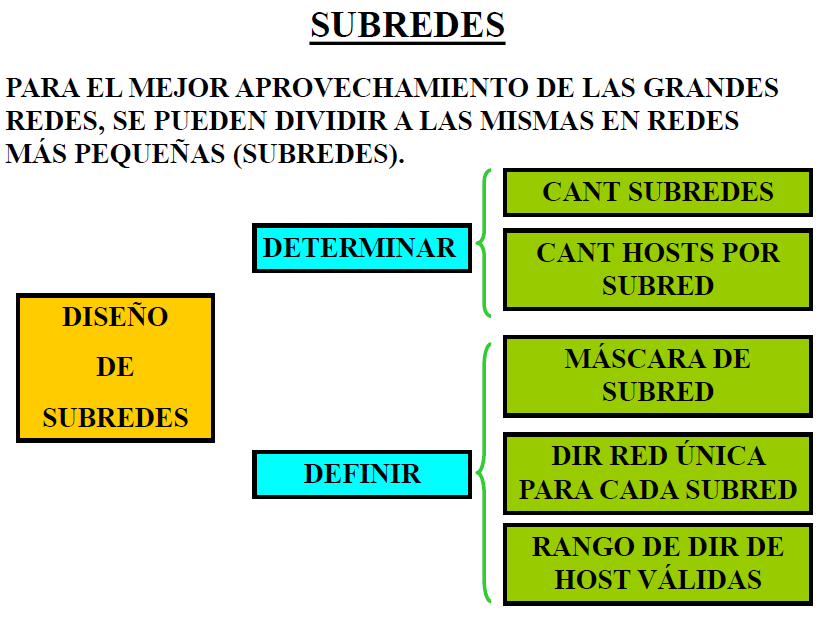 SUBREDES
PARA EL MEJOR APROVECHAMIENTO DE LAS GRANDES
REDES, SE PUEDEN DIVIDIR A LAS MISMAS EN REDES
MÁS PEQUEÑAS (SUBREDES).
DISEÑO
DE
SUBREDES
DETERMINAR
CANT SUBREDES
CANT HOSTS POR
SUBRED
DEFINIR
MÁSCARA DE
SUBRED
DIR RED ÚNICA
PARA CADA SUBRED
RANGO DE DIR DE
HOST VÁLIDAS